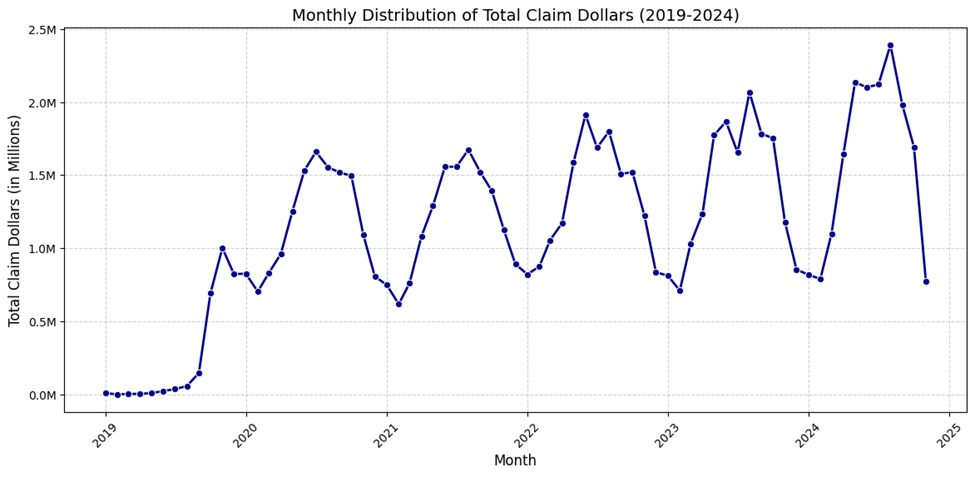 Monthly Distribution of Total Claim Dollars (2019-2024)
Total Claim Dollars (in Millions)
2.5M
2.0M
1.5M
1.0M
0.5M
0.0M
2019
2020
2021
2022
2023
2024
2025
Month